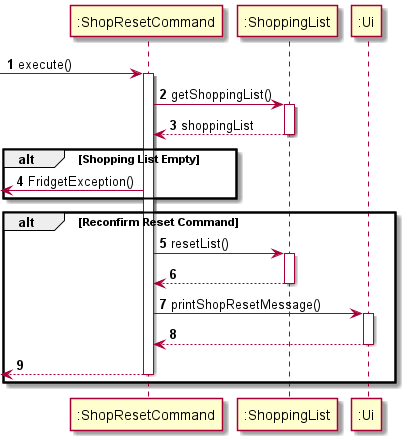 :ShopResetCommand :ShoppingList :Ui
1 execute()
2 getShoppingList()
3 shoppingList
alt [Shopping List Empty]
4 FridgetException()
alt [Reconfirm Reset Command]
5 resetList()
6
7 printShopResetMessage()
8
9
:ShopResetCommand :ShoppingList :Ui